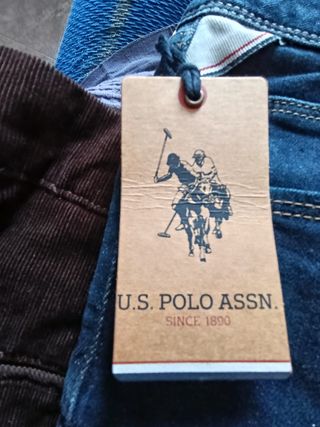 U.S. POLO ASSN.
SINCE 1890